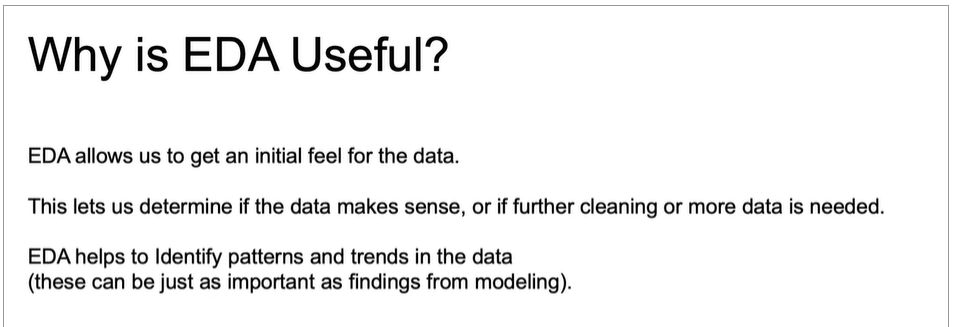 Why is EDA Useful?
EDA allows us to get an initial feel for the data.
This lets us determine if the data makes sense, or if further cleaning or more data is needed.
EDA helps to Identify patterns and trends in the data
(these can be just as important as findings from modeling).